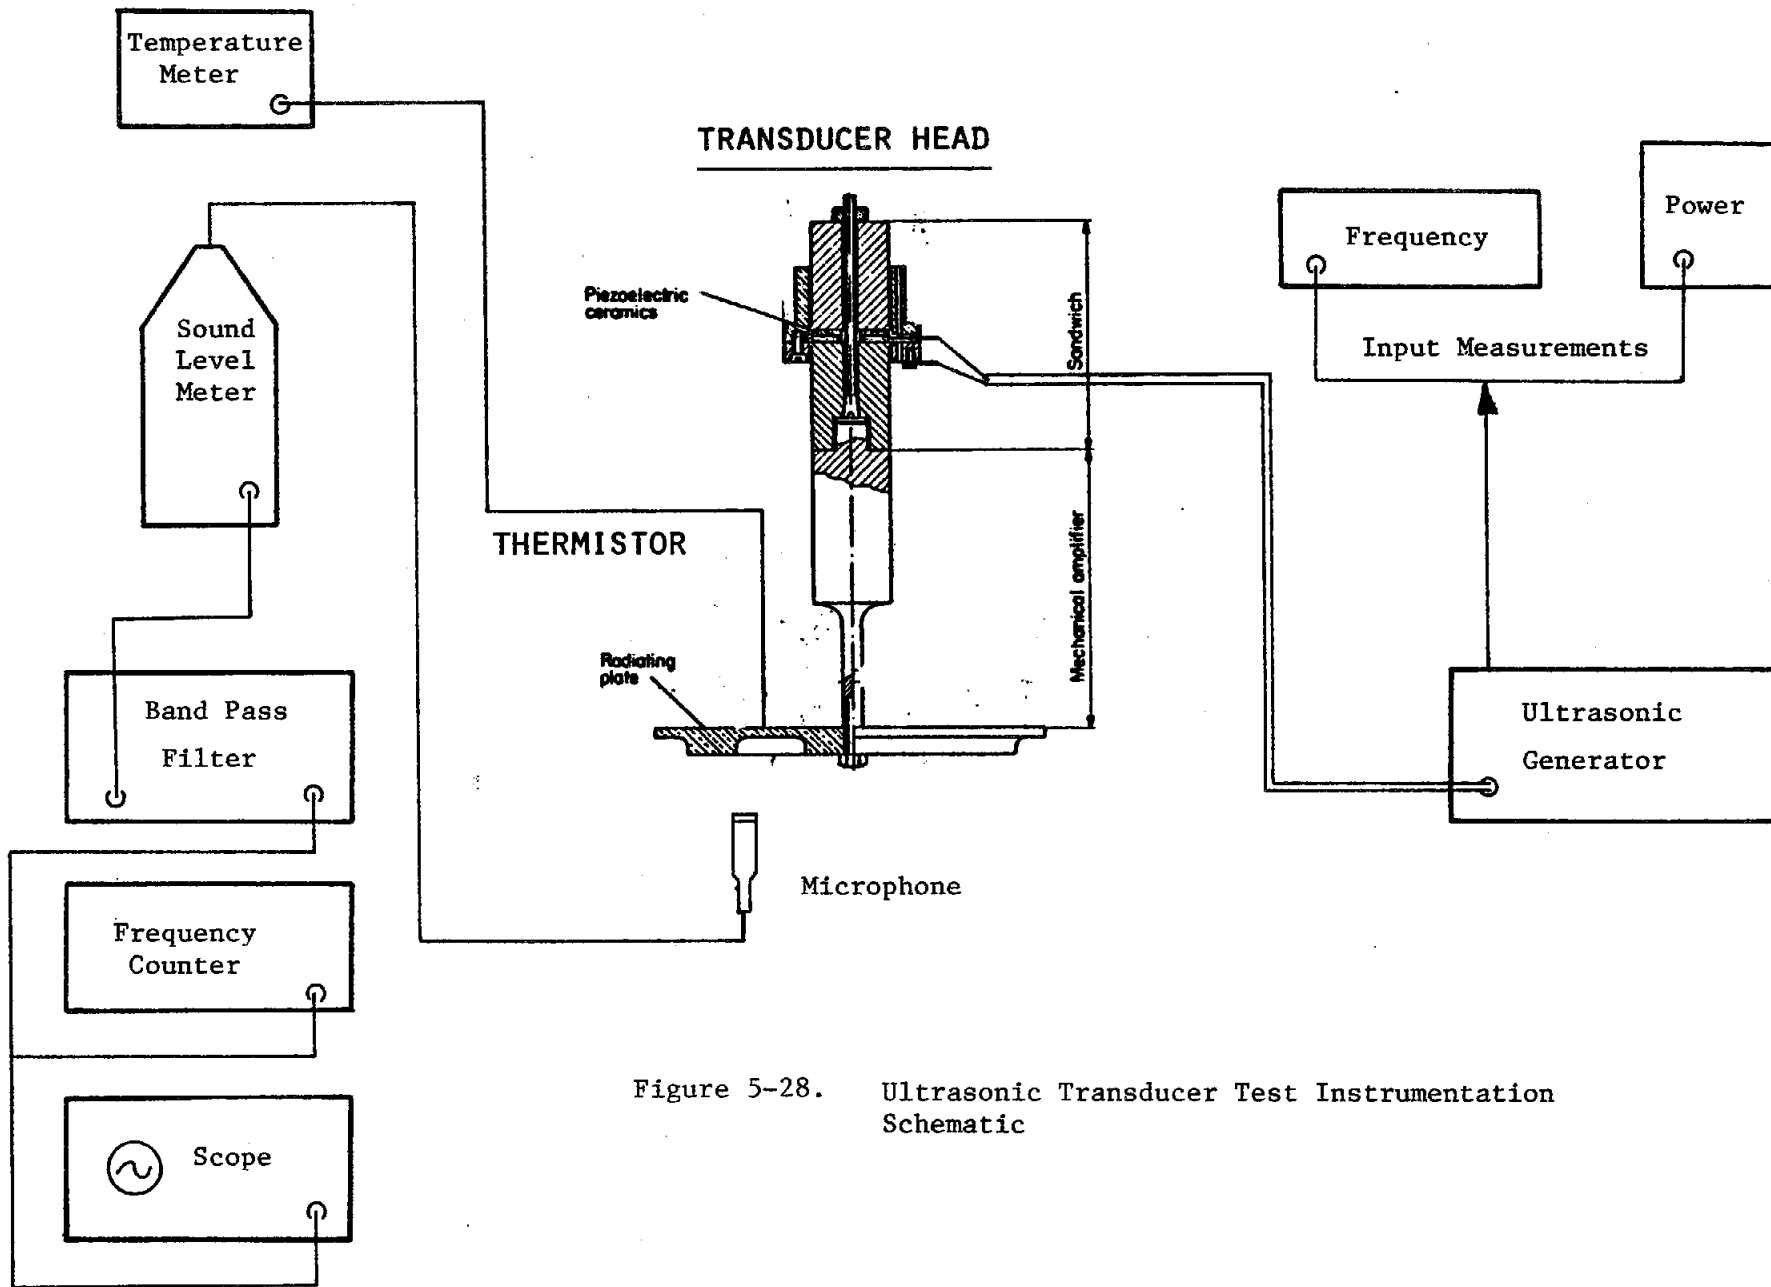 Temperature
Meter
TRANSDUCER HEAD
Power
Frequency
Piezoelectric
ceramics
Sandwich
Sound
Level
Meter
Input Measurements
THERMISTOR
Mechanical amplifier
Radiating
plate
Band Pass
Filter
Ultrasonic
Generator
Microphone
Frequency
Counter
Scope
Figure 5-28. Ultrasonic Transducer Test Instrumentation
Schematic